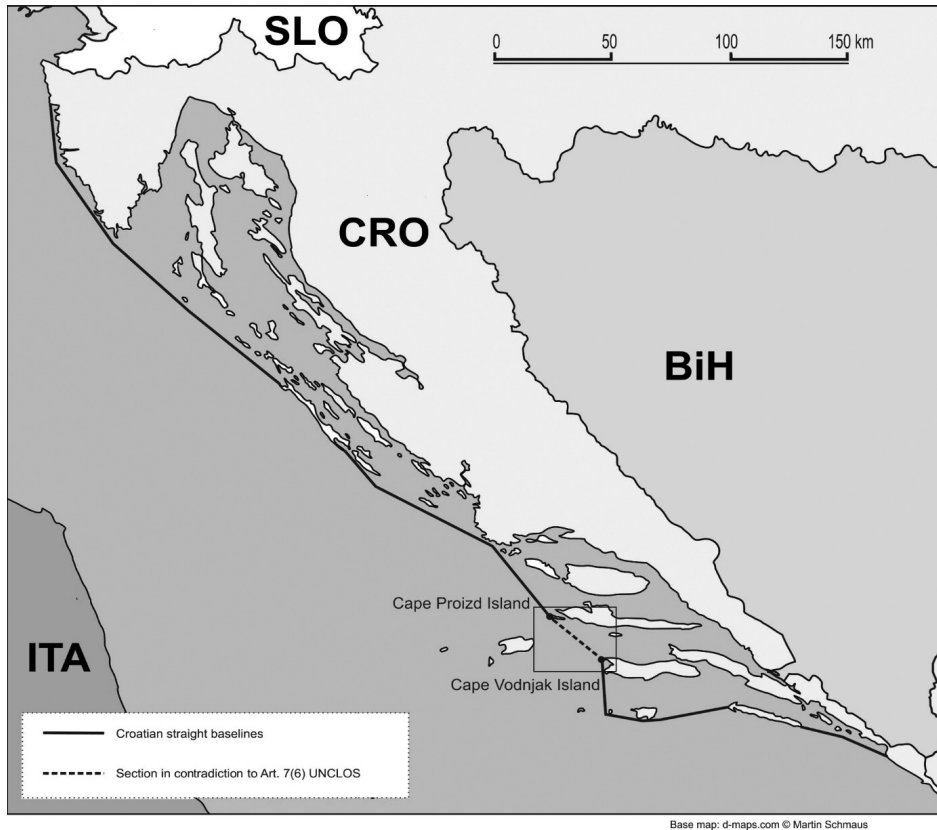 SLO
0 50 100 150 km
CRO
BiH
Cape Proizd Island
ITA
Cape Vodnjak Island
Croatian straight baselines
Section in contradiction to Art. 7(6) UNCLOS
Base map: d-maps.com © Martin Schmaus